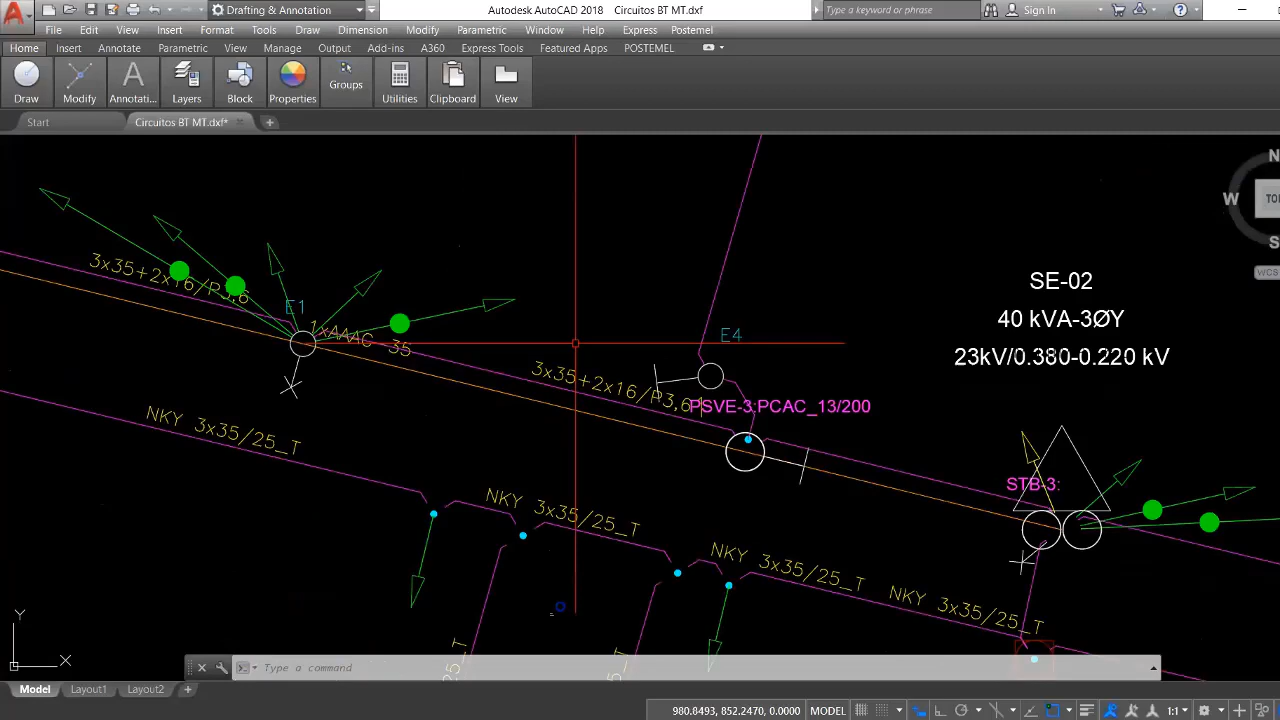 Drafting & Annotation
Autodesk AutoCAD 2018 Circuitos BT MT.dxf
Type a keyword or phrase
Sign In
File Edit View Insert Format Tools Draw Dimension Modify Parametric Window Help Express Postemel
Home Insert Annotate Parametric View Manage Output Add-ins A360 Express Tools Featured Apps POSTEMEL
Draw Modify Annotati... Layers Block Properties Groups Utilities Clipboard View
Start Circuitos BT MT.dxf*
N
W
S
WCS
3x35+2x16/P3,6
E1
1xAAAC 35
SE-02
40 kVA-3ØY
23kV/0.380-0.220 kV
E4
3x35+2x16/P3,6
PSVE-3:PCAC_13/200
NKY 3x35/25_T
STB-3:
NKY 3x35/25_T
NKY 3x35/25_T
NKY 3x35/25_T
Y
X
Type a command
Model Layout1 Layout2
980.8493, 852.2470, 0.0000 MODEL
1:1